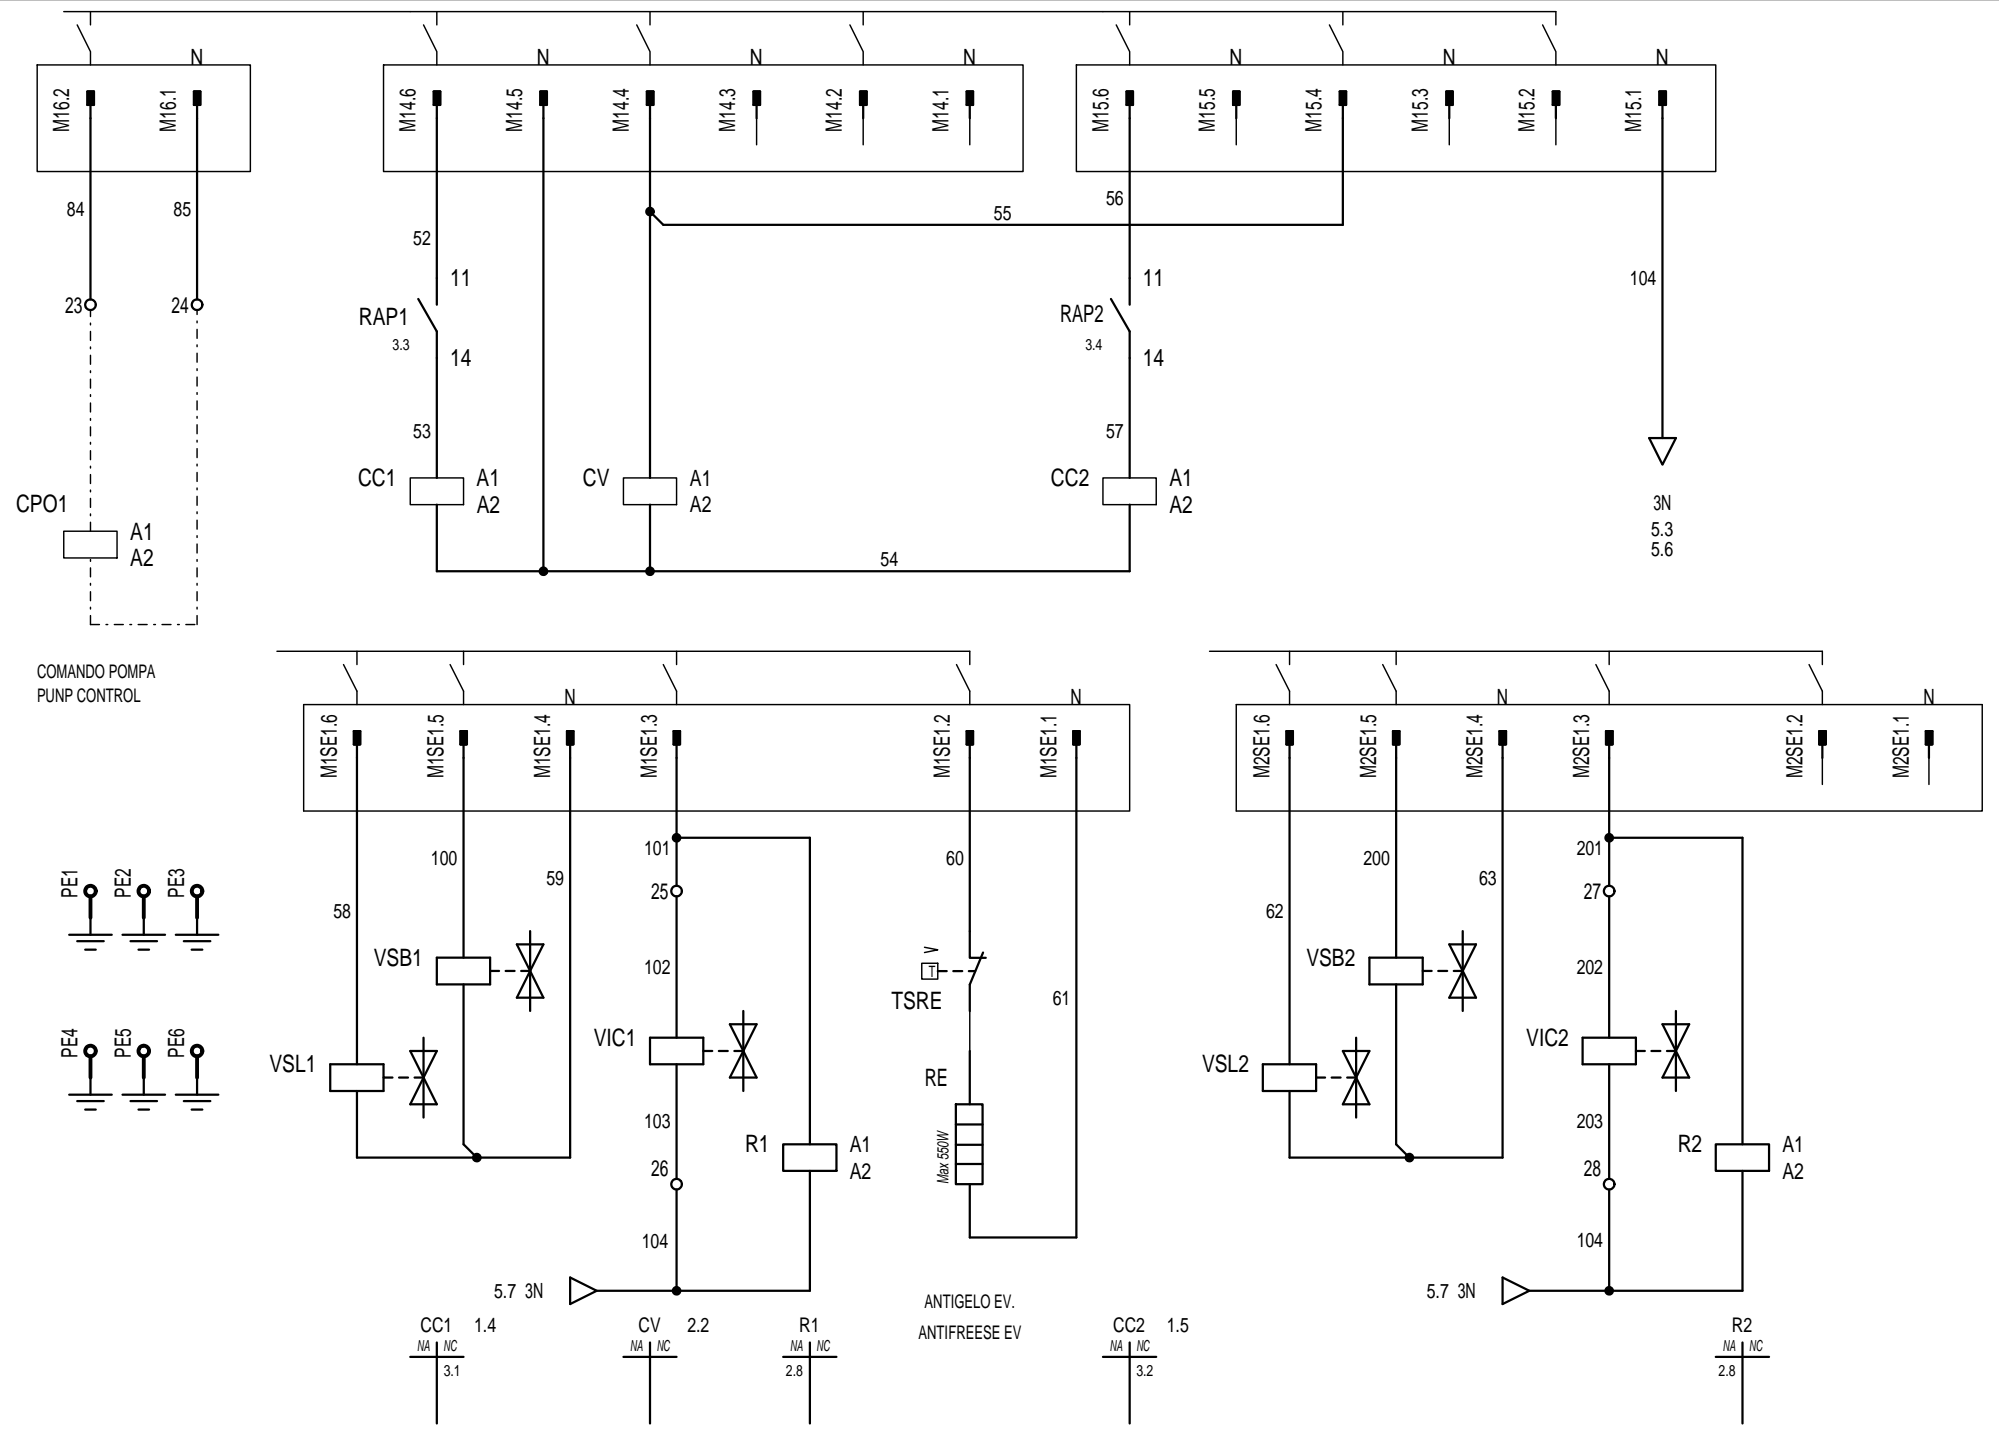 N N N N N N N N
M16.2 M16.1 M14.6 M14.5 M14.4 M14.3 M14.2 M14.1 M15.6 M15.5 M15.4 M15.3 M15.2 M15.1
84 85 52 55 56 104
23 24 11 11
RAP1 RAP2
3.3 3.4
14 14
53 57
CPO1 CC1 A1 CV A1 CC2 A1
A2 A2 A2
A1
A2
54
3N
5.3
5.6
COMANDO POMPA
PUNP CONTROL
N N N N
M1SE1.6 M1SE1.5 M1SE1.4 M1SE1.3 M1SE1.2 M1SE1.1 M2SE1.6 M2SE1.5 M2SE1.4 M2SE1.3 M2SE1.2 M2SE1.1
PE1 PE2 PE3
PE4 PE5 PE6
58 100 59 101 60 61 62 200 63 201
25 27
102 202
VSB1 VSB2
T V
TSRE
VSL1 VIC1 RE VSL2 VIC2
Max 550W
103 203
R1 A1 R2 A1
A2 A2
26 28
104 104
5.7 3N 5.7 3N
ANTIGELO EV.
ANTIFREESE EV
CC1 1.4 CV 2.2 R1 CC2 1.5 R2
NA NC NA NC NA NC NA NC NA NC
3.1 2.8 3.2 2.8